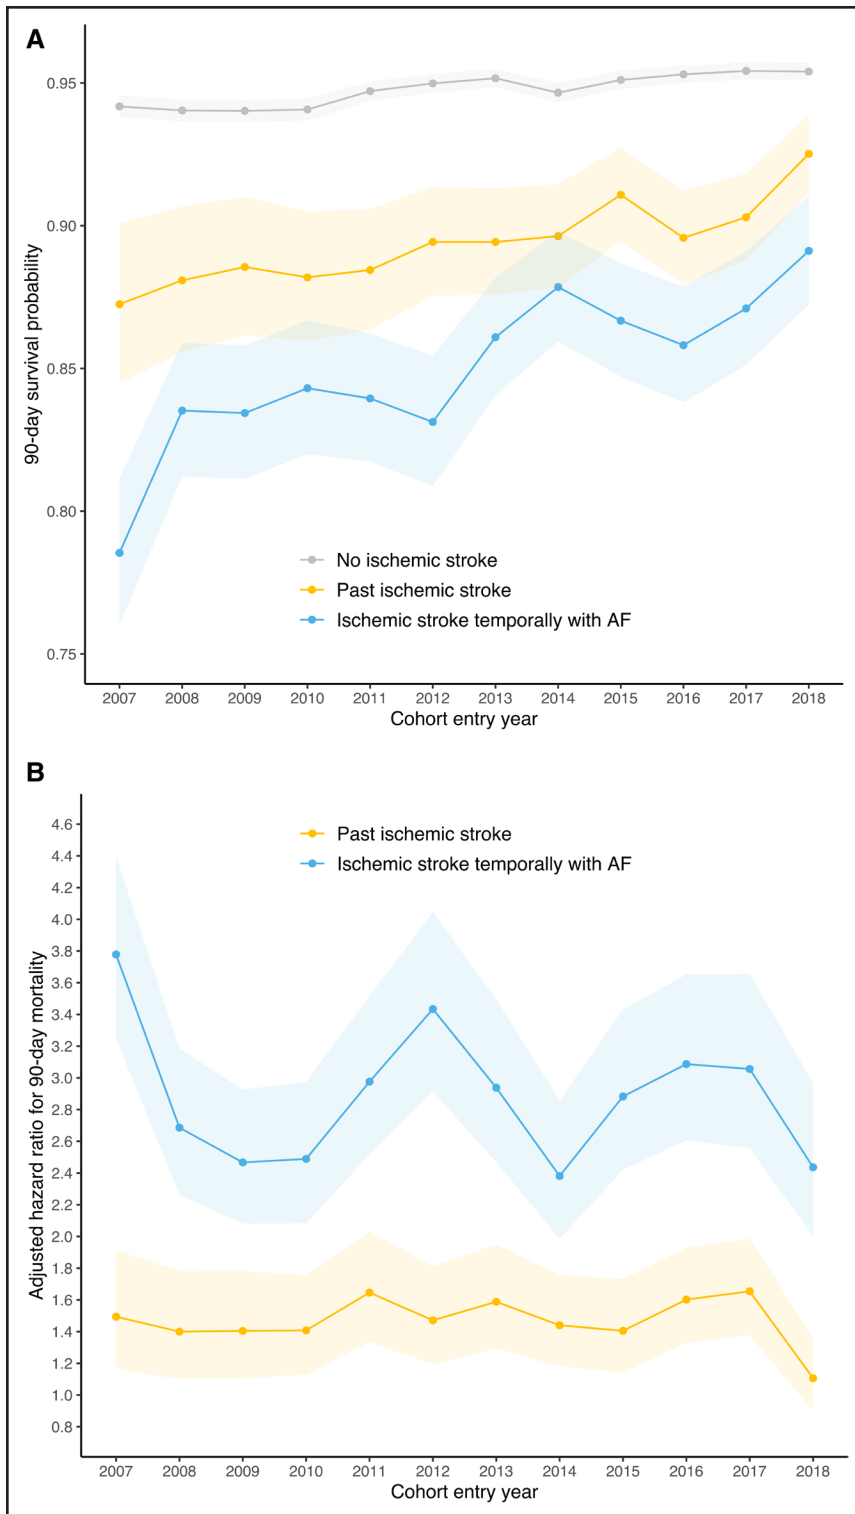 A
90-day survival probability
0.95
0.90
0.85
0.80
0.75
No ischemic stroke
Past ischemic stroke
Ischemic stroke temporally with AF
2007 2008 2009 2010 2011 2012 2013 2014 2015 2016 2017 2018
Cohort entry year
B
Adjusted hazard ratio for 90-day mortality
4.6
4.4
4.2
4.0
3.8
3.6
3.4
3.2
3.0
2.8
2.6
2.4
2.2
2.0
1.8
1.6
1.4
1.2
1.0
0.8
Past ischemic stroke
Ischemic stroke temporally with AF
2007 2008 2009 2010 2011 2012 2013 2014 2015 2016 2017 2018
Cohort entry year